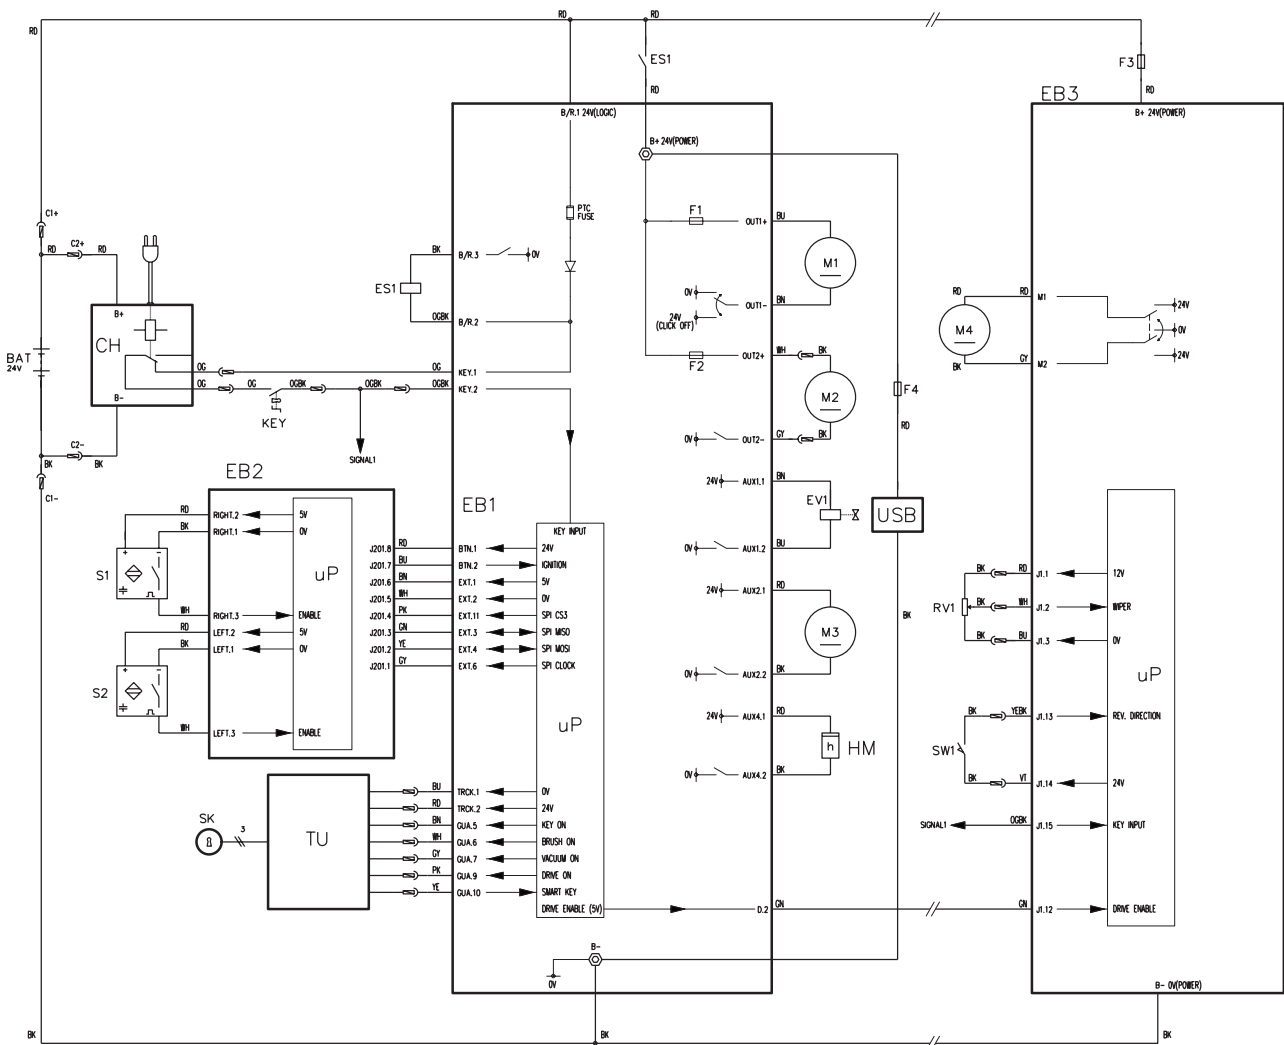 RD
RD
RD
RD
ES1
F3
RD
RD
EB3
B/R.1 24V(LOGIC)
B+ 24V(POWER)
B+ 24V(POWER)
PTC
FUSE
F1
OUT1+
BU
M1
C1+
C2+
RD
RD
BK
B/R.3
0V
ES1
OGBK
B/R.2
0V
24V
(CLICK OFF)
OUT1-
BN
RD
RD
M1
24V
0V
24V
M4
BK
GY
M2
B+
CH
B-
BAT
24V
OG
OG
KEY.1
OG
OG
OGBK
OGBK
OGBK
KEY.2
KEY
SIGNAL1
F2
OUT2+
WH
BK
M2
F4
RD
0V
OUT2-
GY
BK
C2-
BK
BK
C1-
EB2
EB1
24V
AUX1.1
BN
EV1
USB
0V
AUX1.2
BU
KEY INPUT
RD
RIGHT.2
5V
BK
RIGHT.1
0V
S1
uP
J201.8
RD
BTN.1
24V
J201.7
BU
BTN.2
IGNITION
J201.6
BN
EXT.1
5V
J201.5
WH
EXT.2
0V
J201.4
PK
EXT.11
SPI CS3
J201.3
GN
EXT.3
SPI MISO
J201.2
YE
EXT.4
SPI MOSI
J201.1
GY
EXT.6
SPI CLOCK
WH
RIGHT.3
ENABLE
RD
LEFT.2
5V
BK
LEFT.1
0V
S2
WH
LEFT.3
ENABLE
uP
24V
AUX2.1
RD
M3
BK
0V
AUX2.2
BK
24V
AUX4.1
RD
h
HM
0V
AUX4.2
BK
BK
RD
J1.1
12V
RV1
BK
WH
J1.2
WIPER
BK
BU
J1.3
0V
uP
BK
YEBK
J1.13
REV. DIRECTION
SW1
BK
VT
J1.14
24V
SIGNAL1
OGBK
J1.15
KEY INPUT
GN
J1.12
DRIVE ENABLE
SK
3
TU
BU
TRCK.1
0V
RD
TRCK.2
24V
BN
GUA.5
KEY ON
WH
GUA.6
BRUSH ON
GY
GUA.7
VACUUM ON
PK
GUA.9
DRIVE ON
YE
GUA.10
SMART KEY
DRIVE ENABLE (5V)
D.2
GN
B-
0V
B- 0V(POWER)
BK
BK
BK